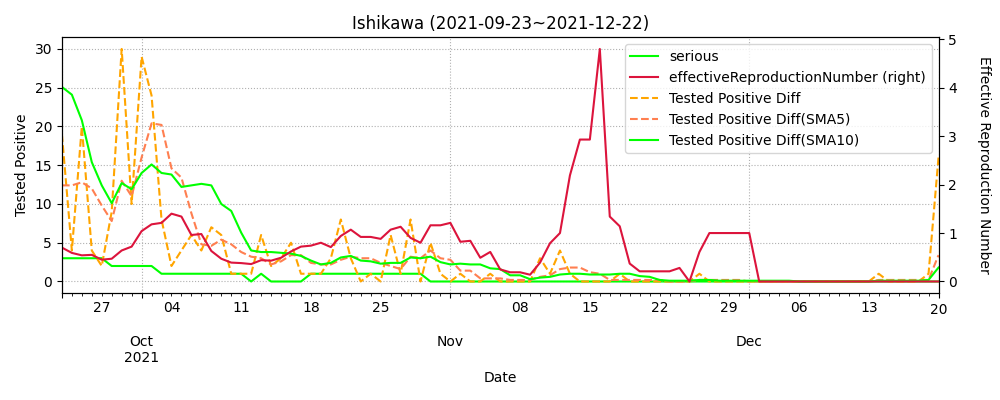 Ishikawa (2021-09-23~2021-12-22)
30
25
20
15
10
5
0
Tested Positive
serious
effectiveReproductionNumber (right)
Tested Positive Diff
Tested Positive Diff(SMA5)
Tested Positive Diff(SMA10)
5
4
3
2
1
0
Effective Reproduction Number
27 04 11 18 25 08 15 22 29 06 13 20
Oct Nov Dec
2021
Date